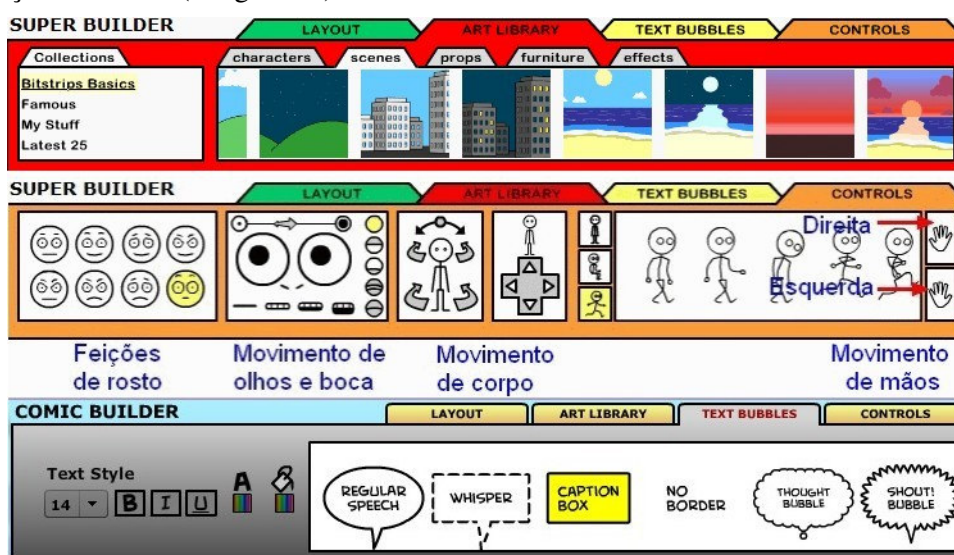 SUPER BUILDER
LAYOUT
ART LIBRARY
TEXT BUBBLES
CONTROLS
Collections
characters
scenes
props
furniture
effects
Bitstrips Basics
Famous
My Stuff
Latest 25
SUPER BUILDER
LAYOUT
ART LIBRARY
TEXT BUBBLES
CONTROLS
Direita
Esquerda
Feições
de rosto
Movimento de
olhos e boca
Movimento
de corpo
Movimento
de mãos
COMIC BUILDER
LAYOUT
ART LIBRARY
TEXT BUBBLES
CONTROLS
Text Style
14
B I U
A
REGULAR
SPEECH
WHISPER
CAPTION
BOX
NO
BORDER
THOUGHT
BUBBLE
SHOUT!
BUBBLE